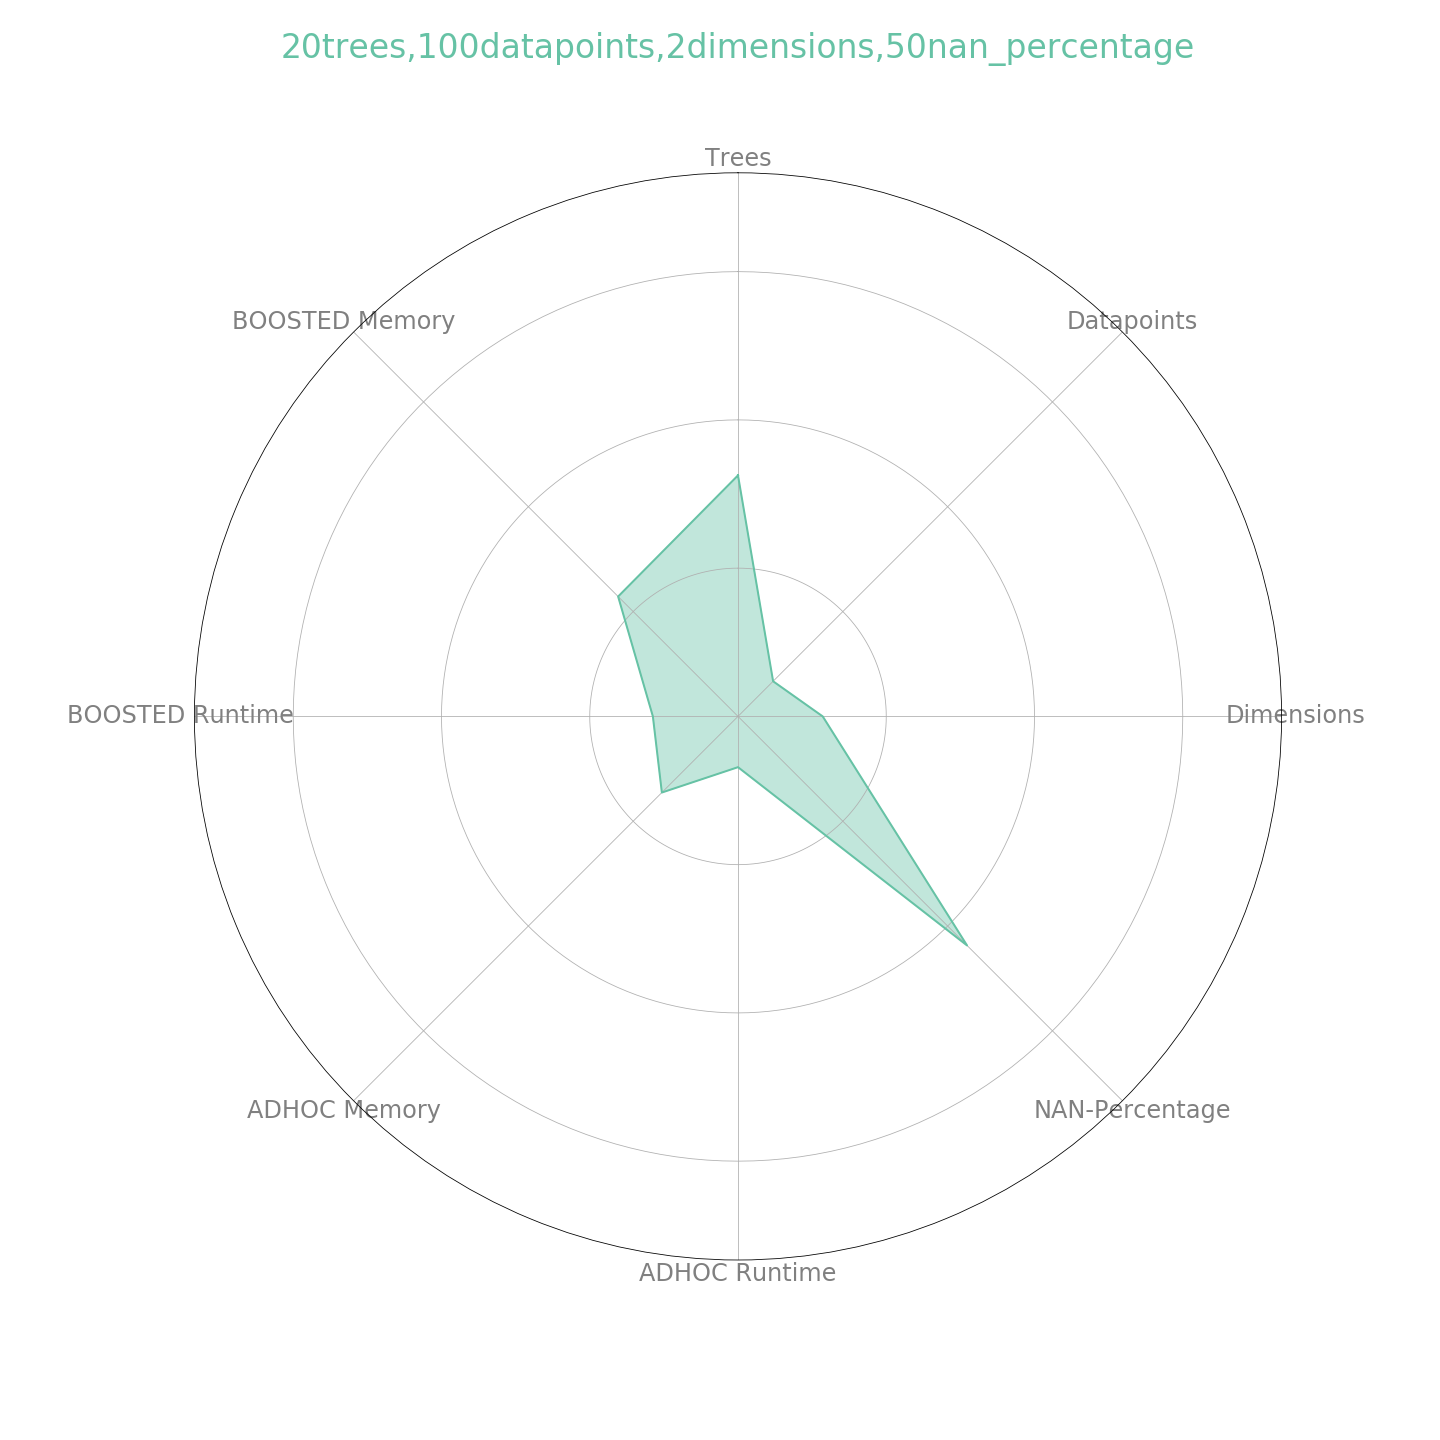 20trees,100datapoints,2dimensions,50nan_percentage
Trees
BOOSTED Memory
Datapoints
BOOSTED Runtime
Dimensions
ADHOC Memory
NAN-Percentage
ADHOC Runtime